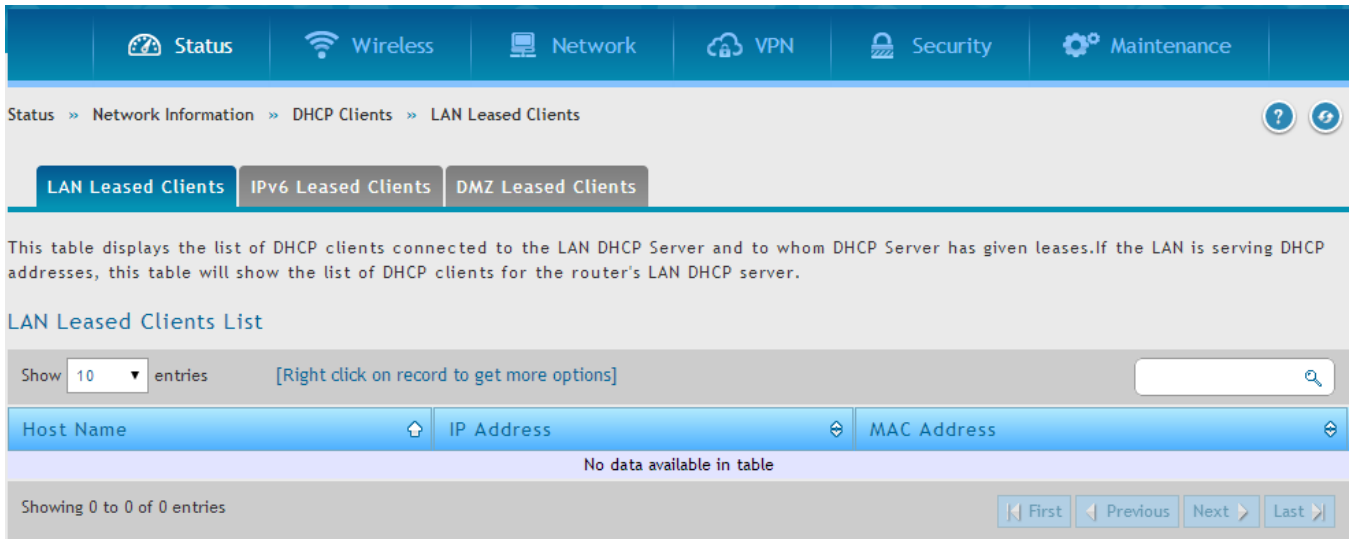 Status Wireless Network VPN Security Maintenance
Status » Network Information » DHCP Clients » LAN Leased Clients ?
LAN Leased Clients IPv6 Leased Clients DMZ Leased Clients
This table displays the list of DHCP clients connected to the LAN DHCP Server and to whom DHCP Server has given leases.If the LAN is serving DHCP
addresses, this table will show the list of DHCP clients for the router's LAN DHCP server.
LAN Leased Clients List
Show 10 entries [Right click on record to get more options]
Host Name IP Address MAC Address
No data available in table
Showing 0 to 0 of 0 entries First Previous Next Last